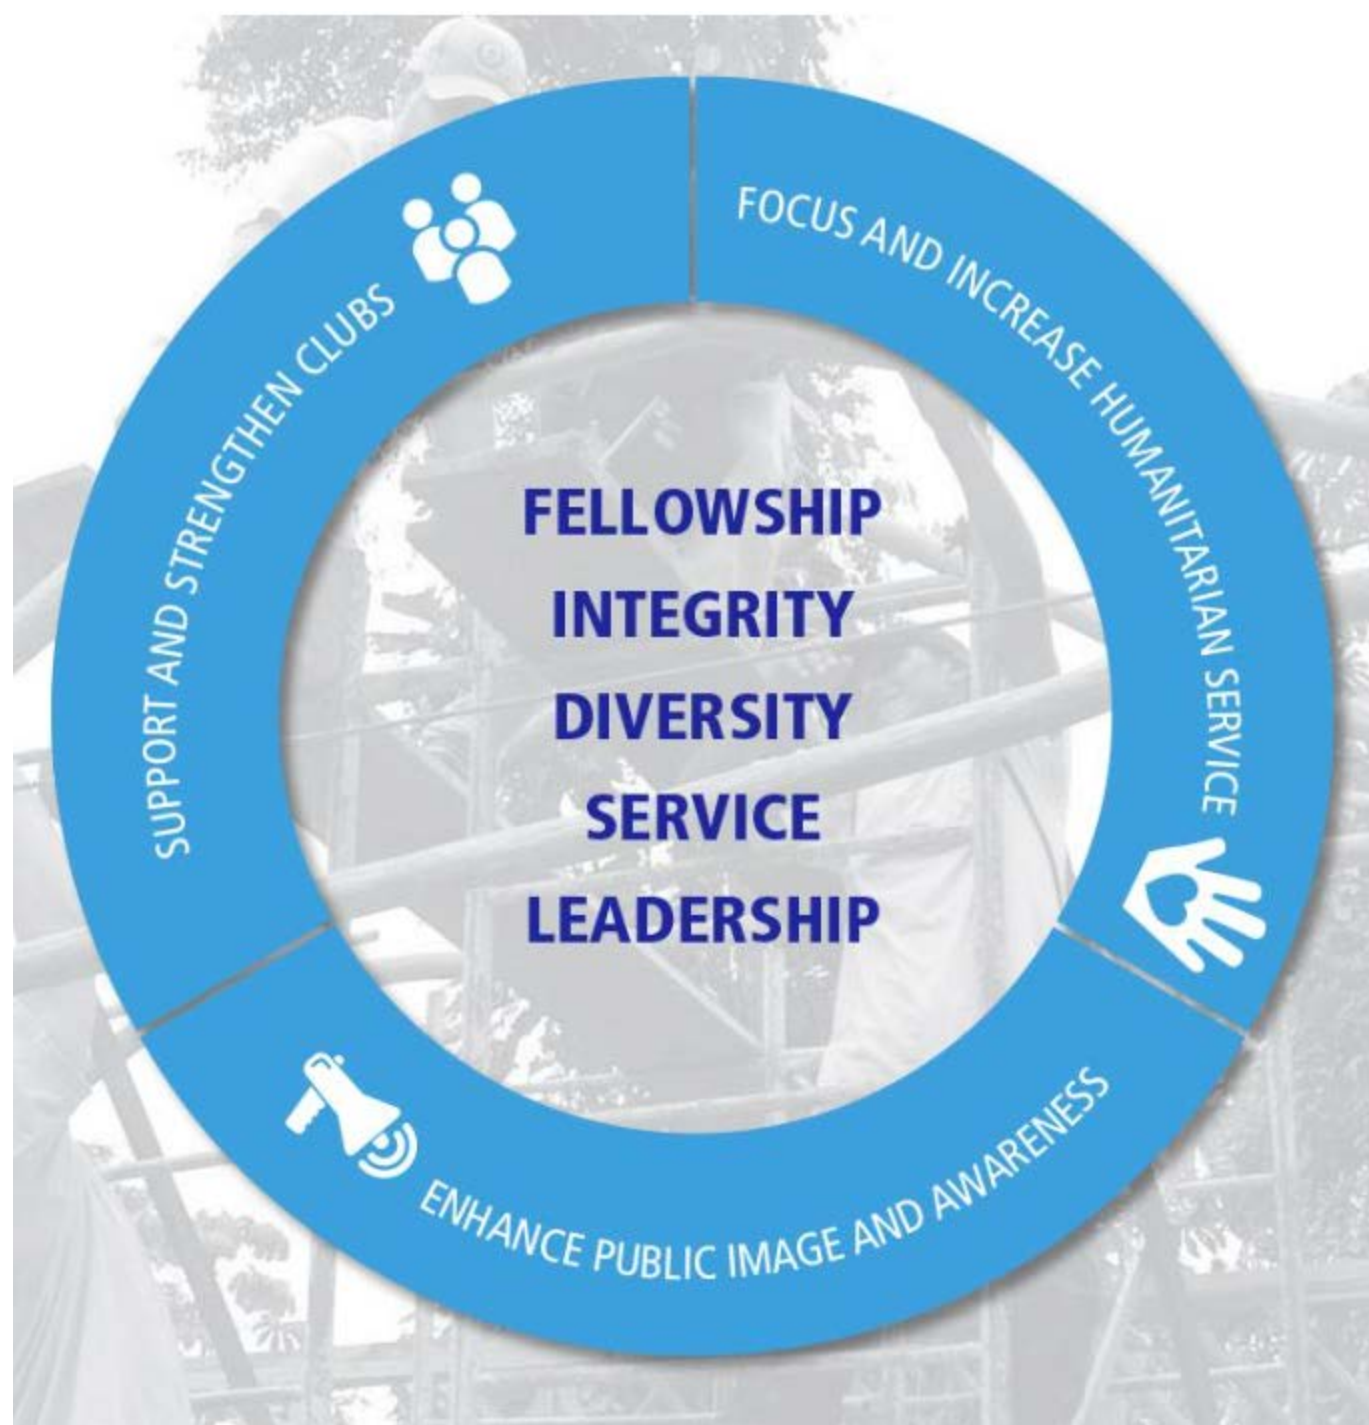 SUPPORT AND STRENGTHEN CLUBS
FOCUS AND INCREASE HUMANITARIAN SERVICE
ENHANCE PUBLIC IMAGE AND AWARENESS
FELLOWSHIP
INTEGRITY
DIVERSITY
SERVICE
LEADERSHIP